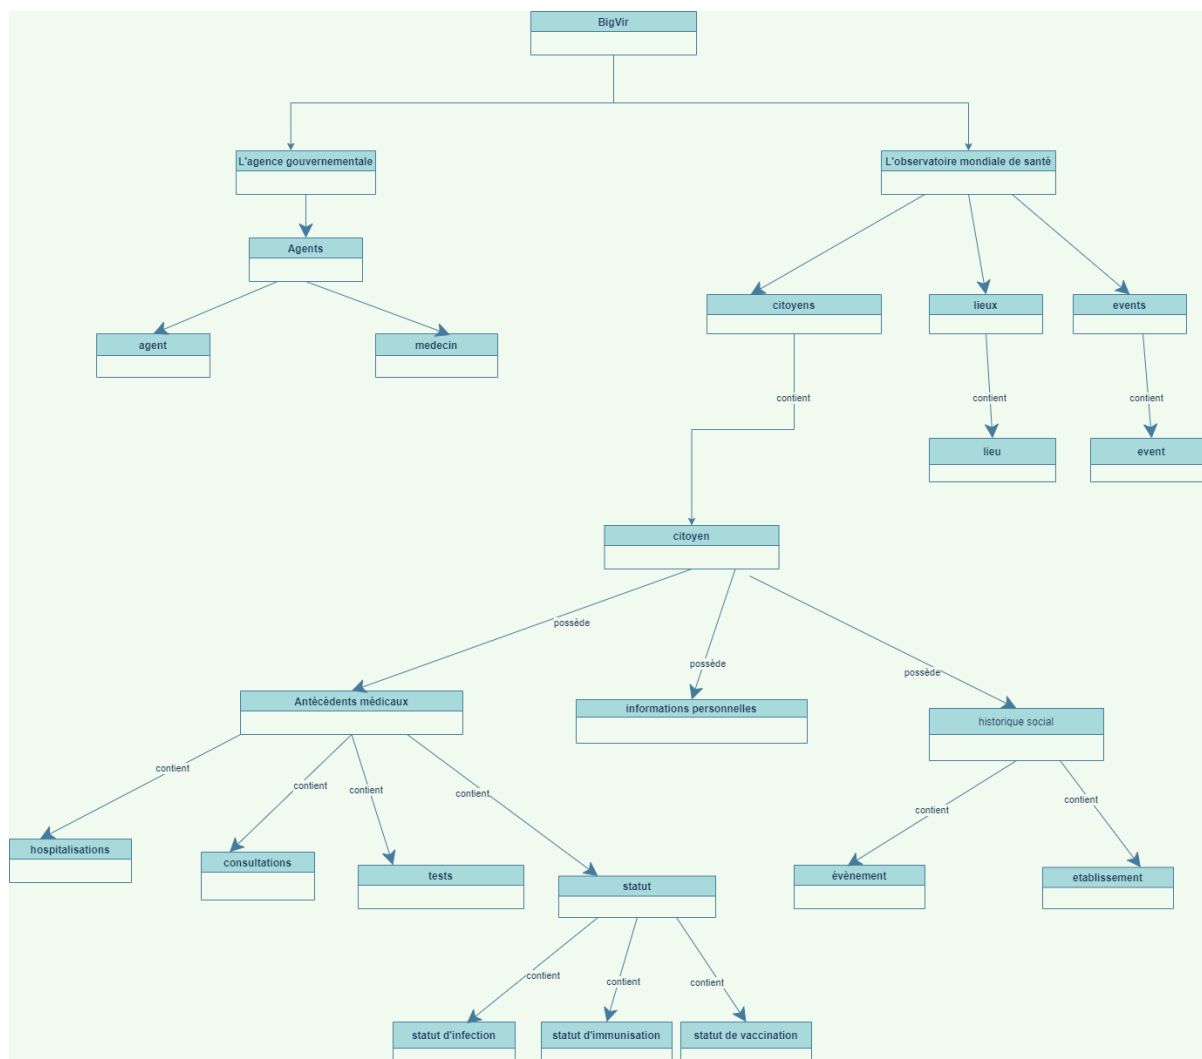 BigVir
L'agence gouvernementale
L'observatoire mondiale de santé
Agents
citoyens
lieux
events
agent
medecin
contient
contient
contient
lieu
event
citoyen
possède
possède
possède
Antécédents médicaux
informations personnelles
historique social
contient
contient
contient
contient
contient
contient
hospitalisations
consultations
tests
statut
évènement
etablissement
contient
contient
contient
statut d'infection
statut d'immunisation
statut de vaccination